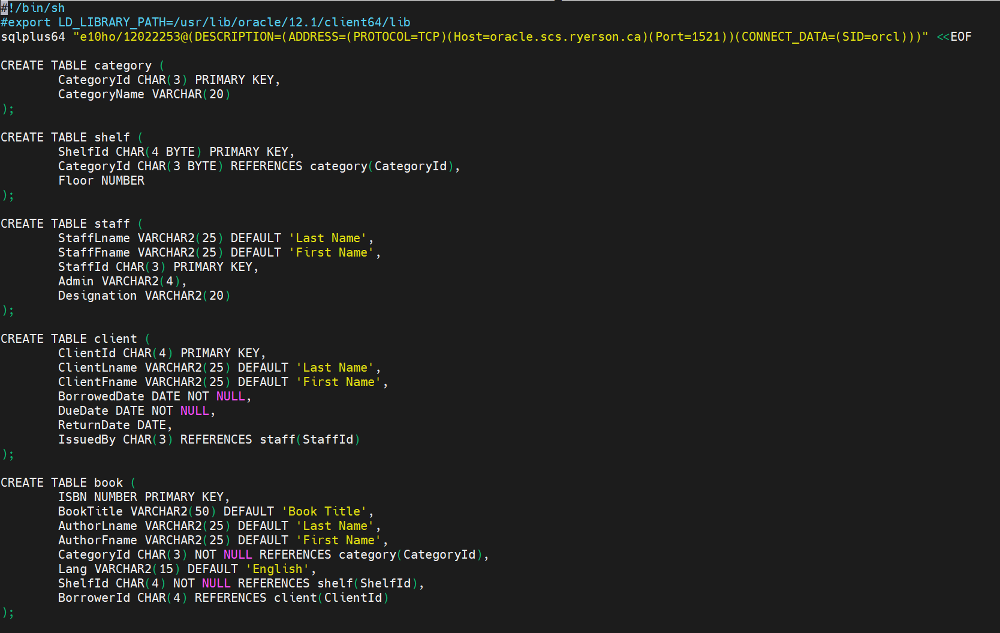 #!/bin/sh
#export LD_LIBRARY_PATH=/usr/lib/oracle/12.1/client64/lib
sqlplus64 "e10ho/12022253@(DESCRIPTION=(ADDRESS=(PROTOCOL=TCP)(Host=oracle.scs.ryerson.ca)(Port=1521))(CONNECT_DATA=(SID=orcl)))" <<EOF

CREATE TABLE category (
        CategoryId CHAR(3) PRIMARY KEY,
        CategoryName VARCHAR(20)
);

CREATE TABLE shelf (
        ShelfId CHAR(4 BYTE) PRIMARY KEY,
        CategoryId CHAR(3 BYTE) REFERENCES category(CategoryId),
        Floor NUMBER
);

CREATE TABLE staff (
        StaffLname VARCHAR2(25) DEFAULT 'Last Name',
        StaffFname VARCHAR2(25) DEFAULT 'First Name',
        StaffId CHAR(3) PRIMARY KEY,
        Admin VARCHAR2(4),
        Designation VARCHAR2(20)
);

CREATE TABLE client (
        ClientId CHAR(4) PRIMARY KEY,
        ClientLname VARCHAR2(25) DEFAULT 'Last Name',
        ClientFname VARCHAR2(25) DEFAULT 'First Name',
        BorrowedDate DATE NOT NULL,
        DueDate DATE NOT NULL,
        ReturnDate DATE,
        IssuedBy CHAR(3) REFERENCES staff(StaffId)
);

CREATE TABLE book (
        ISBN NUMBER PRIMARY KEY,
        BookTitle VARCHAR2(50) DEFAULT 'Book Title',
        AuthorLname VARCHAR2(25) DEFAULT 'Last Name',
        AuthorFname VARCHAR2(25) DEFAULT 'First Name',
        CategoryId CHAR(3) NOT NULL REFERENCES category(CategoryId),
        Lang VARCHAR2(15) DEFAULT 'English',
        ShelfId CHAR(4) NOT NULL REFERENCES shelf(ShelfId),
        BorrowerId CHAR(4) REFERENCES client(ClientId)
);